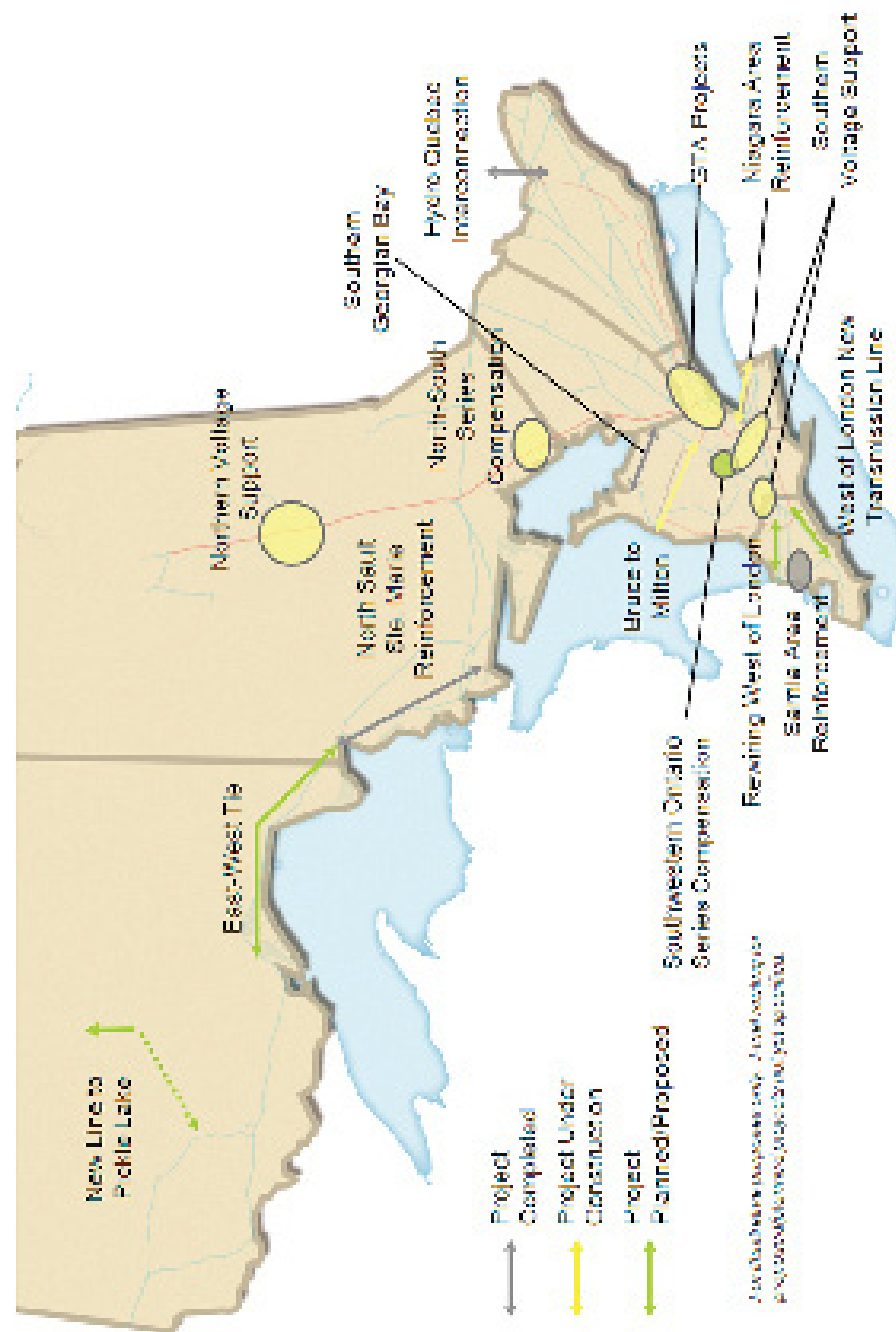 New Line to
Pickle Lake
East-West Tie
Northern Voltage
Support
North Sault
Ste. Marie
Reinforcement
North-South
Series
Compensation
Southern
Georgian Bay
Hydro Quebec
Interconnection
GTA Projects
Niagara Area
Reinforcement
Southern
Voltage Support
Bruce to
Milton
Southwestern Ontario
Series Compensation
Rewiring West of London
Sarnia Area
Reinforcement
West of London New
Transmission Line
Project
Completed
Project Under
Construction
Project
Planned/Proposed